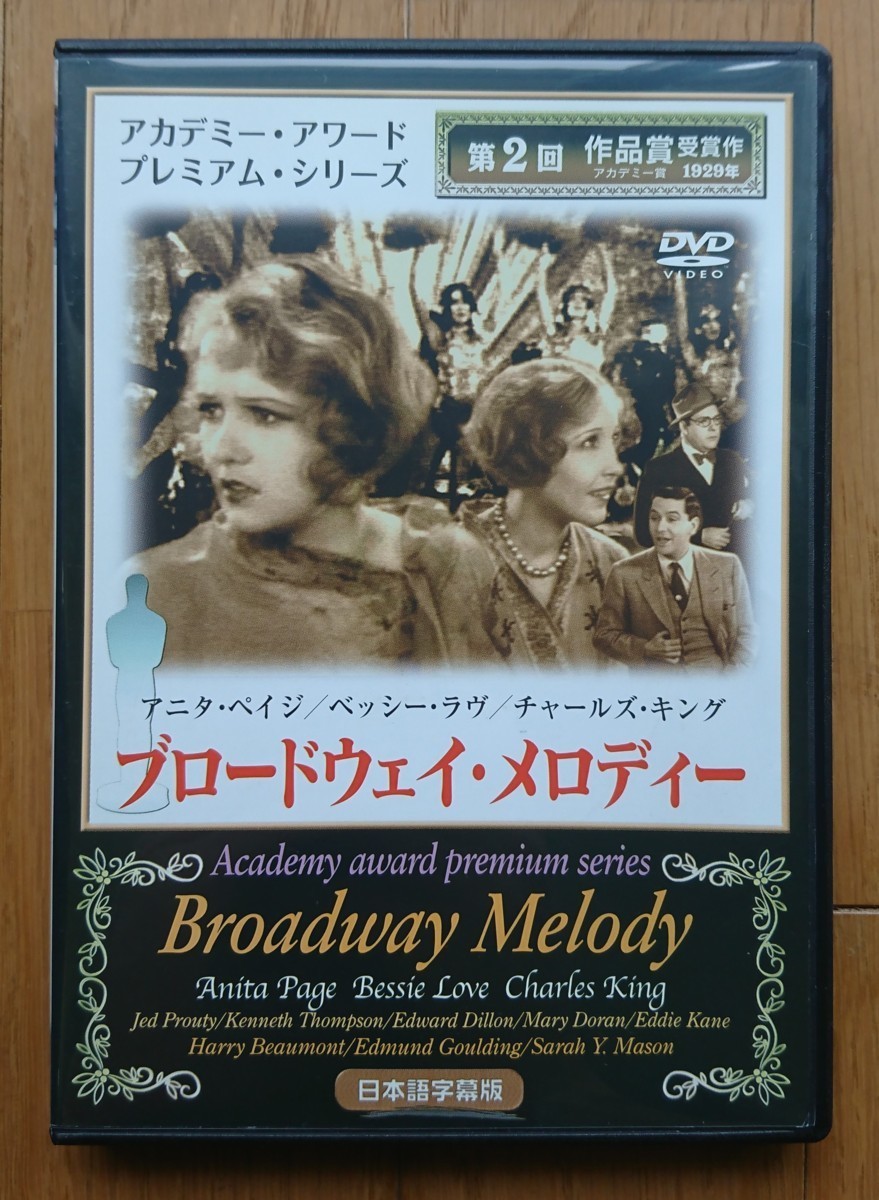 アカデミー・アワード
プレミアム・シリーズ
第2回 作品賞受賞作
アカデミー賞 1929年
DVD
VIDEO
アニタ・ペイジ/ベッシー・ラヴ/チャールズ・キング
ブロードウェイ・メロディー
Academy award premium series
Broadway Melody
Anita Page Bessie Love Charles King
Jed Prouty/Kenneth Thompson/Edward Dillon/Mary Doran/Eddie Kane
Harry Beaumont/Edmund Goulding/Sarah Y. Mason
日本語字幕版